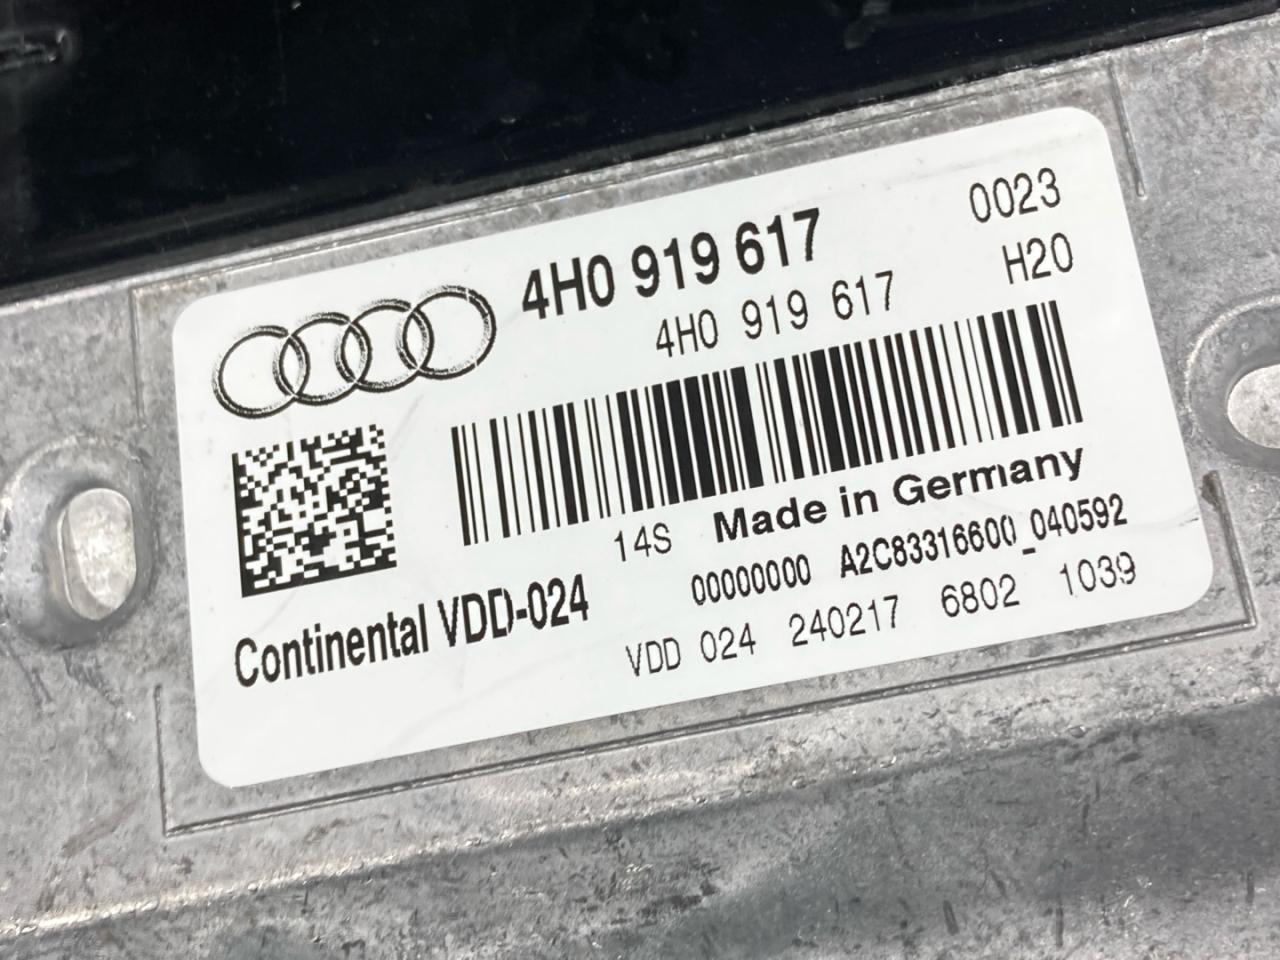 4H0 919 617 0023
4H0 919 617 H20
14S Made in Germany
00000000 A2C83316600_040592
Continental VDD-024
VDD 024 240217 6802 1039